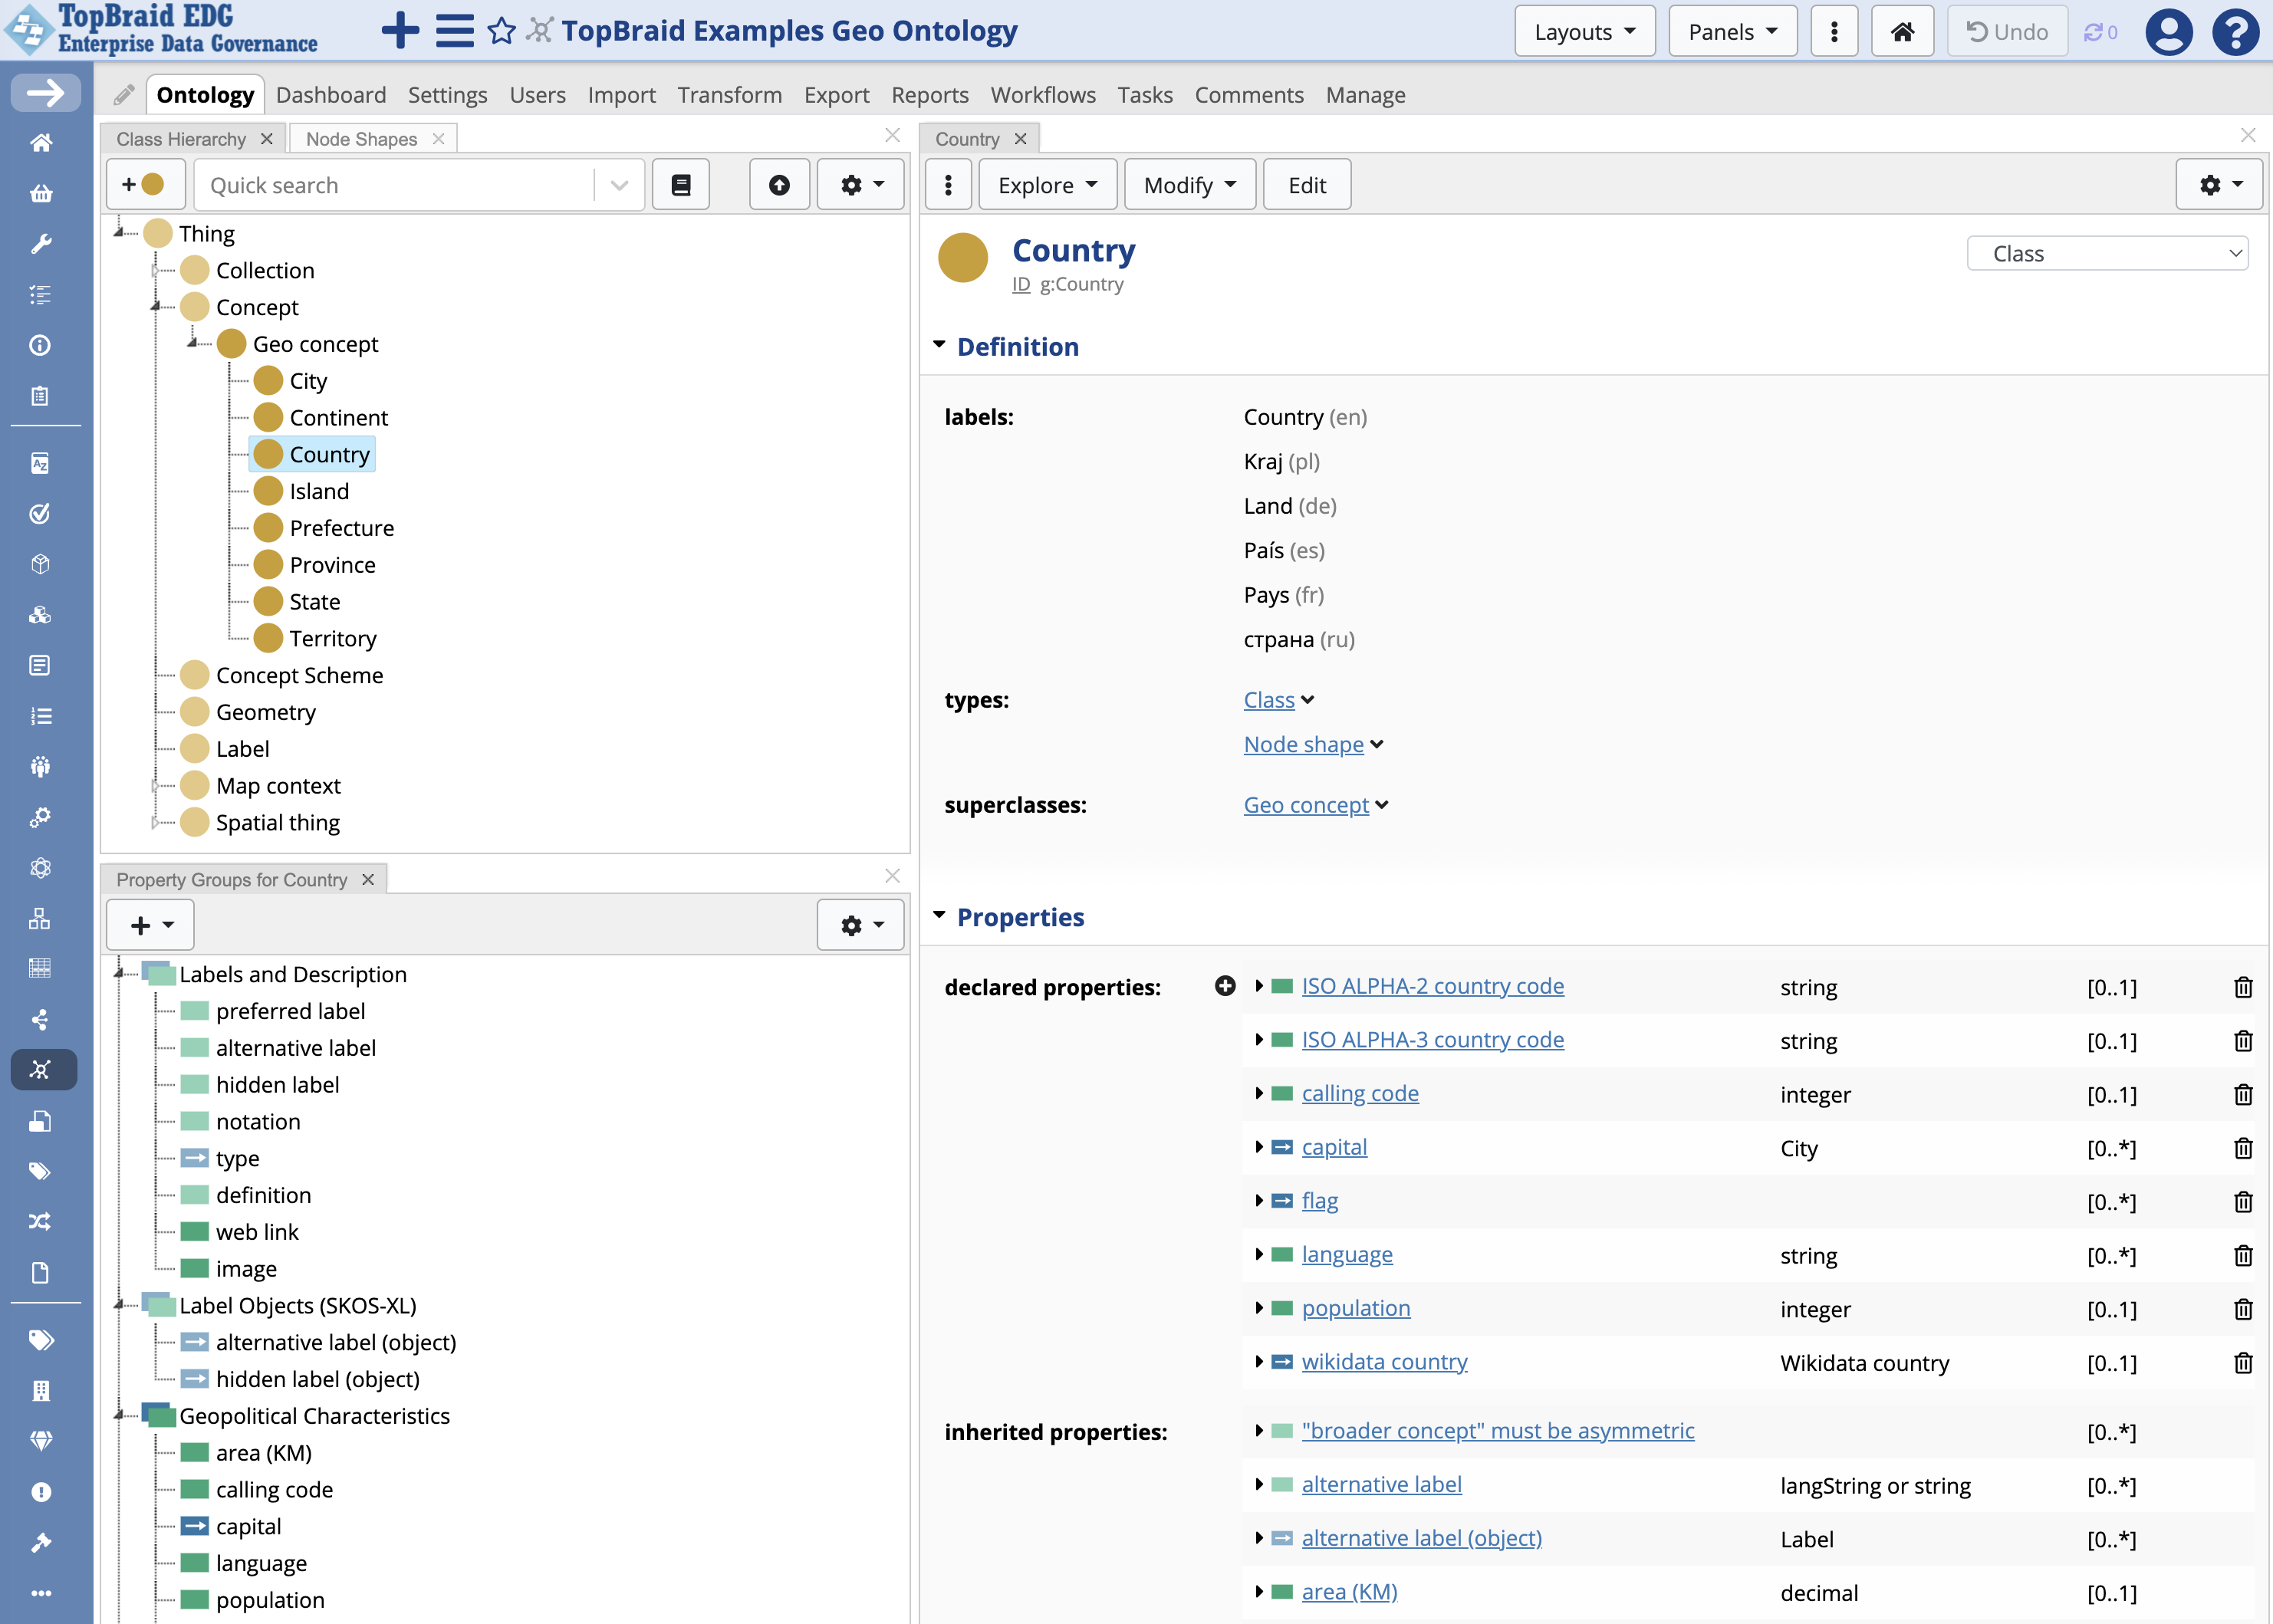 TopBraid EDG
Enterprise Data Governance
TopBraid Examples Geo Ontology
Layouts
Panels
Undo
0
Ontology
Dashboard
Settings
Users
Import
Transform
Export
Reports
Workflows
Tasks
Comments
Manage
Class Hierarchy
Node Shapes
Quick search
Thing
Collection
Concept
Geo concept
City
Continent
Country
Island
Prefecture
Province
State
Territory
Concept Scheme
Geometry
Label
Map context
Spatial thing
Property Groups for Country
Labels and Description
preferred label
alternative label
hidden label
notation
type
definition
web link
image
Label Objects (SKOS-XL)
alternative label (object)
hidden label (object)
Geopolitical Characteristics
area (KM)
calling code
capital
language
population
Country
Explore
Modify
Edit
Country
ID g:Country
Class
Definition
labels:
Country (en)
Kraj (pl)
Land (de)
País (es)
Pays (fr)
страна (ru)
types:
Class
Node shape
superclasses:
Geo concept
Properties
declared properties:
ISO ALPHA-2 country code string [0..1]
ISO ALPHA-3 country code string [0..1]
calling code integer [0..1]
capital City [0..*]
flag [0..*]
language string [0..*]
population integer [0..1]
wikidata country Wikidata country [0..1]
inherited properties:
"broader concept" must be asymmetric [0..*]
alternative label langString or string [0..*]
alternative label (object) Label [0..*]
area (KM) decimal [0..1]